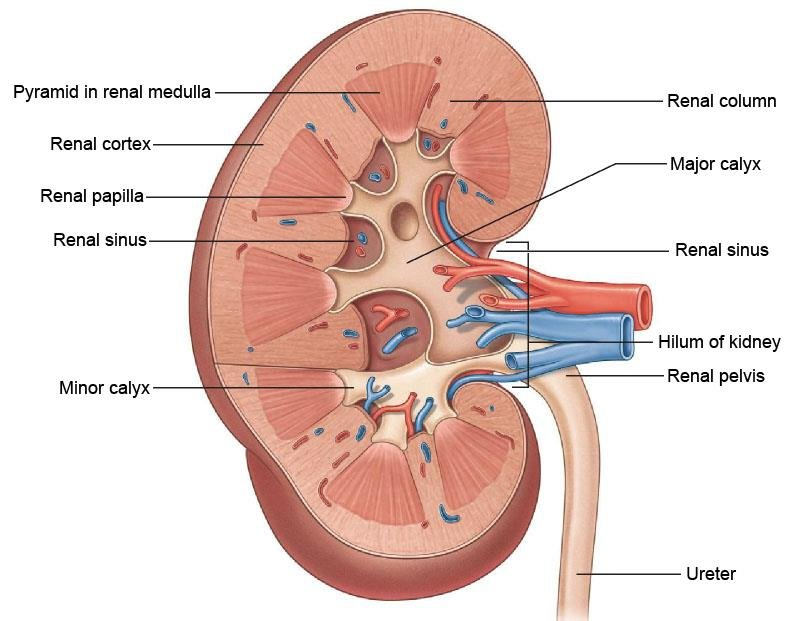 Pyramid in renal medulla
Renal cortex
Renal papilla
Renal sinus
Minor calyx
Renal column
Major calyx
Renal sinus
Hilum of kidney
Renal pelvis
Ureter